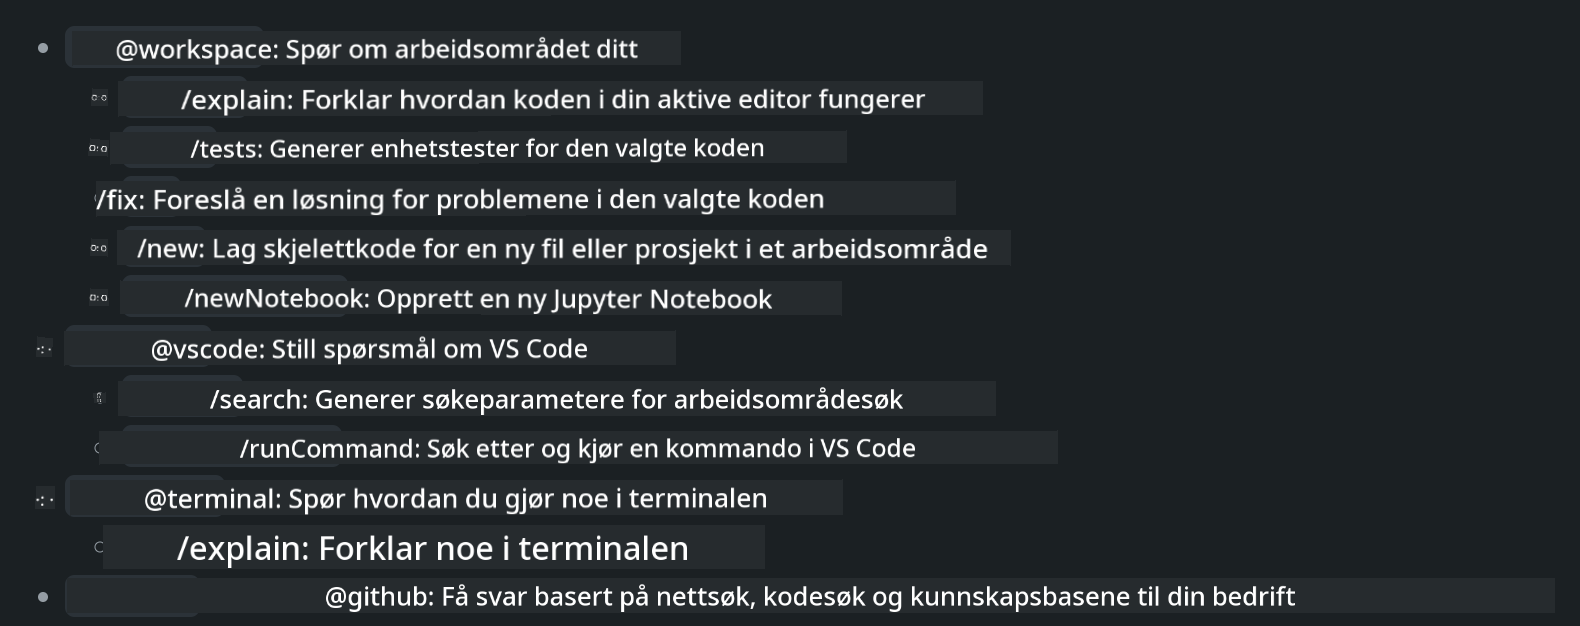 @workspace: Spør om arbeidsområdet ditt
/explain: Forklar hvordan koden i din aktive editor fungerer
/tests: Generer enhetstester for den valgte koden
/fix: Foreslå en løsning for problemene i den valgte koden
/new: Lag skjelettkode for en ny fil eller prosjekt i et arbeidsområde
/newNotebook: Opprett en ny Jupyter Notebook
@vscode: Still spørsmål om VS Code
/search: Generer søkeparametere for arbeidsområdesøk
/runCommand: Søk etter og kjør en kommando i VS Code
@terminal: Spør hvordan du gjør noe i terminalen
/explain: Forklar noe i terminalen
@github: Få svar basert på nettsøk, kodesøk og kunnskapsbasene til din bedrift